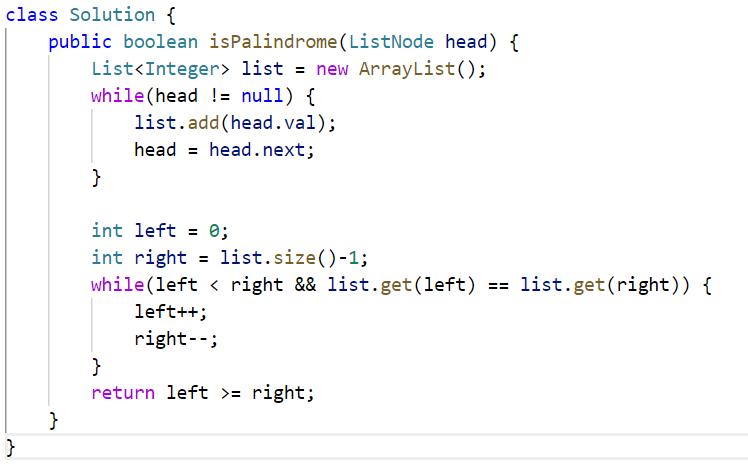 class Solution {
    public boolean isPalindrome(ListNode head) {
        List<Integer> list = new ArrayList();
        while(head != null) {
            list.add(head.val);
            head = head.next;
        }

        int left = 0;
        int right = list.size()-1;
        while(left < right && list.get(left) == list.get(right)) {
            left++;
            right--;
        }
        return left >= right;
    }
}